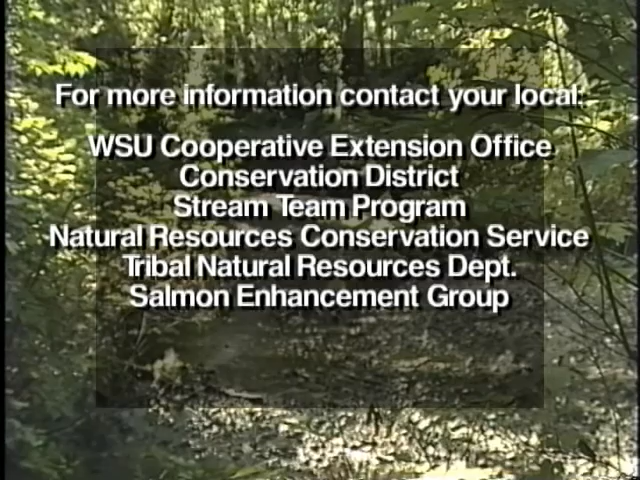 For more information contact your local:
WSU Cooperative Extension Office
Conservation District
Stream Team Program
Natural Resources Conservation Service
Tribal Natural Resources Dept.
Salmon Enhancement Group